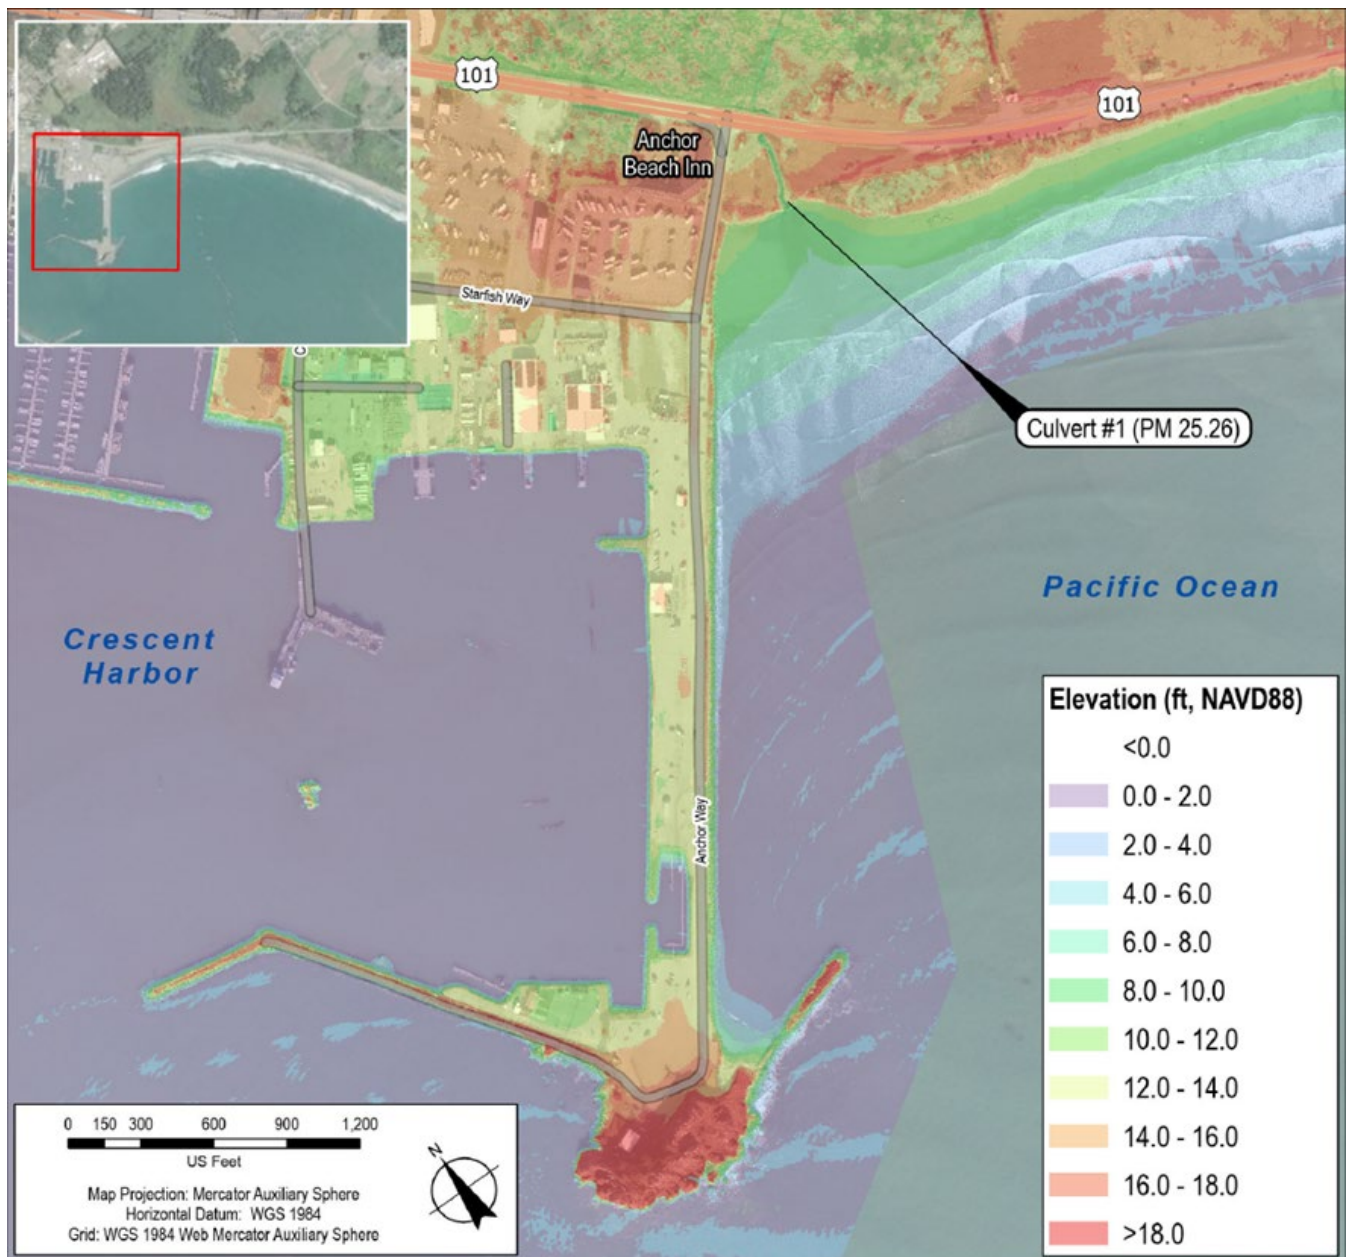 101
101
Anchor
Beach Inn
Starfish Way
C
Culvert #1 (PM 25.26)
Pacific Ocean
Crescent
Harbor
Anchor Way
Elevation (ft, NAVD88)
<0.0
0.0 - 2.0
2.0 - 4.0
4.0 - 6.0
6.0 - 8.0
8.0 - 10.0
10.0 - 12.0
12.0 - 14.0
14.0 - 16.0
16.0 - 18.0
>18.0
0 150 300 600 900 1,200
US Feet
N
Map Projection: Mercator Auxiliary Sphere
Horizontal Datum: WGS 1984
Grid: WGS 1984 Web Mercator Auxiliary Sphere